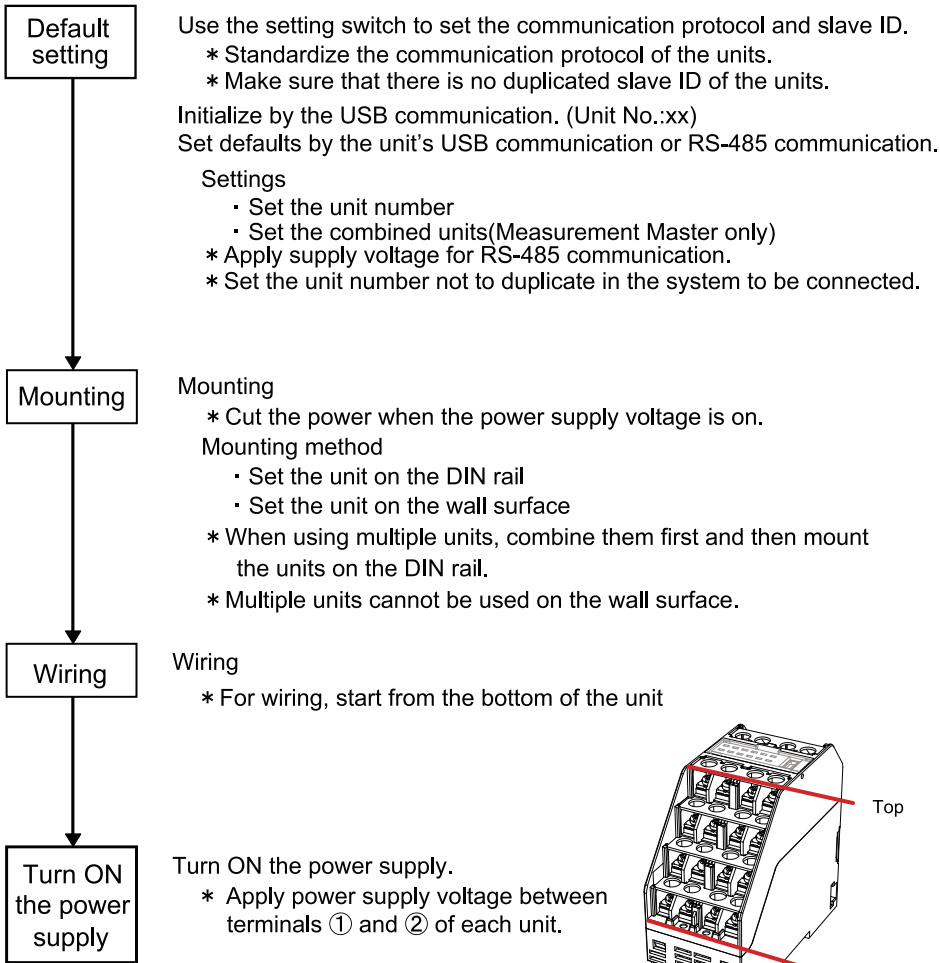 Default
setting
Use the setting switch to set the communication protocol and slave ID.
* Standardize the communication protocol of the units.
* Make sure that there is no duplicated slave ID of the units.
Initialize by the USB communication. (Unit No.:xx)
Set defaults by the unit's USB communication or RS-485 communication.
Settings
・Set the unit number
・Set the combined units(Measurement Master only)
* Apply supply voltage for RS-485 communication.
* Set the unit number not to duplicate in the system to be connected.
Mounting
Mounting
* Cut the power when the power supply voltage is on.
Mounting method
・Set the unit on the DIN rail
・Set the unit on the wall surface
* When using multiple units, combine them first and then mount
the units on the DIN rail.
* Multiple units cannot be used on the wall surface.
Wiring
Wiring
* For wiring, start from the bottom of the unit
Top
Turn ON
the power
supply
Turn ON the power supply.
* Apply power supply voltage between
terminals ① and ② of each unit.